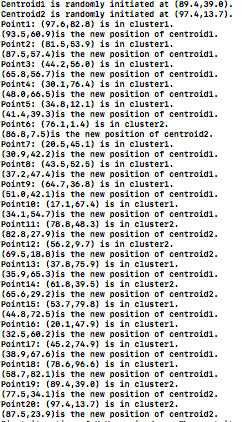 Centroid1 is randomly initiated at (89.4,39.0).
Centroid2 is randomly initiated at (97.4,13.7).
Point1: (97.6,82.8) is in cluster1.
(93.5,60.9)is the new position of centroid1.
Point2: (81.5,53.9) is in cluster1.
(87.5,57.4)is the new position of centroid1.
Point3: (44.2,56.0) is in cluster1.
(65.8,56.7)is the new position of centroid1.
Point4: (30.1,76.4) is in cluster1.
(48.0,66.5)is the new position of centroid1.
Point5: (34.8,12.1) is in cluster1.
(41.4,39.3)is the new position of centroid1.
Point6: (76.1,1.4) is in cluster2.
(86.8,7.5)is the new position of centroid2.
Point7: (20.5,45.1) is in cluster1.
(30.9,42.2)is the new position of centroid1.
Point8: (43.5,52.5) is in cluster1.
(37.2,47.4)is the new position of centroid1.
Point9: (64.7,36.8) is in cluster1.
(51.0,42.1)is the new position of centroid1.
Point10: (17.1,67.4) is in cluster1.
(34.1,54.7)is the new position of centroid1.
Point11: (78.8,48.3) is in cluster2.
(82.8,27.9)is the new position of centroid2.
Point12: (56.2,9.7) is in cluster2.
(69.5,18.8)is the new position of centroid2.
Point13: (37.8,75.9) is in cluster1.
(35.9,65.3)is the new position of centroid1.
Point14: (61.8,39.5) is in cluster2.
(65.6,29.2)is the new position of centroid2.
Point15: (53.7,79.8) is in cluster1.
(44.8,72.5)is the new position of centroid1.
Point16: (20.1,47.9) is in cluster1.
(32.5,60.2)is the new position of centroid1.
Point17: (45.2,74.9) is in cluster1.
(38.9,67.6)is the new position of centroid1.
Point18: (78.6,96.6) is in cluster1.
(58.7,82.1)is the new position of centroid1.
Point19: (89.4,39.0) is in cluster2.
(77.5,34.1)is the new position of centroid2.
Point20: (97.4,13.7) is in cluster2.
(87.5,23.9)is the new position of centroid2.